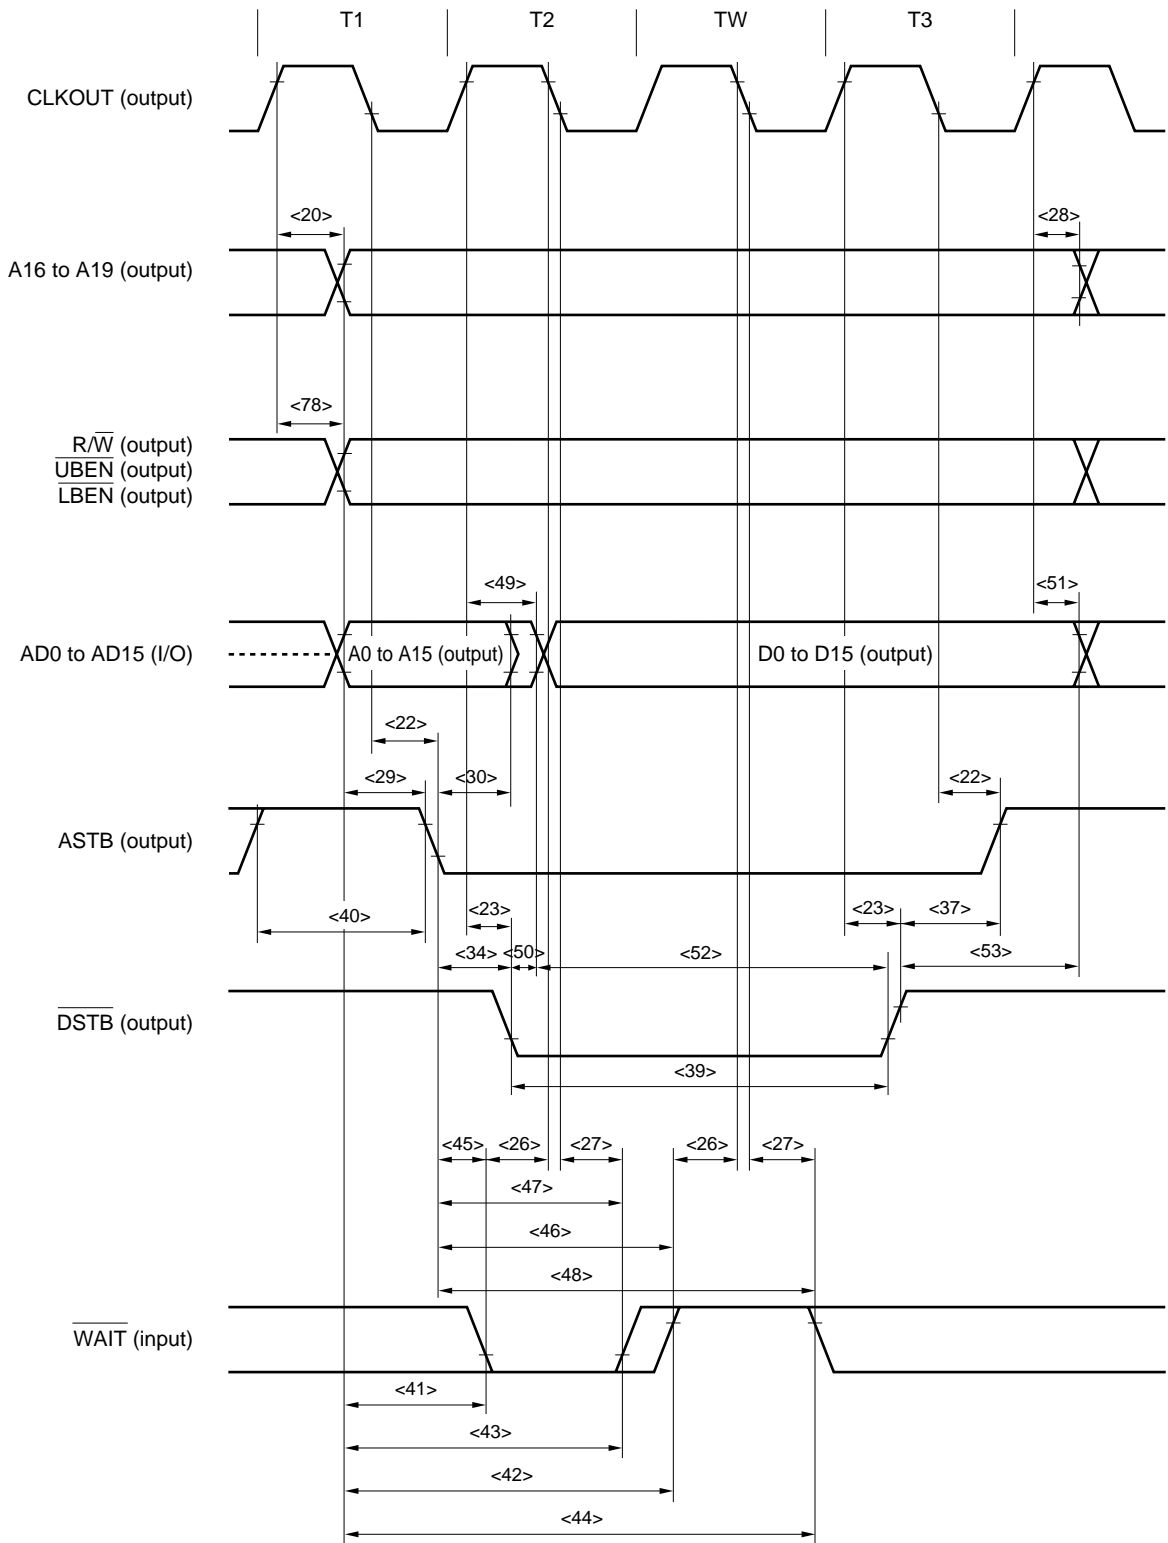 T1 T2 TW T3
CLKOUT (output)
<20> <28>
A16 to A19 (output)
<78>
R/W (output)
UBEN (output)
LBEN (output)
<49> <51>
AD0 to AD15 (I/O) A0 to A15 (output) D0 to D15 (output)
<22>
<29> <30> <22>
ASTB (output)
<40> <23> <23> <37>
<34> <50> <52> <53>
DSTB (output)
<39>
<45> <26> <27> <26> <27>
<47>
<46>
<48>
WAIT (input)
<41>
<43>
<42>
<44>